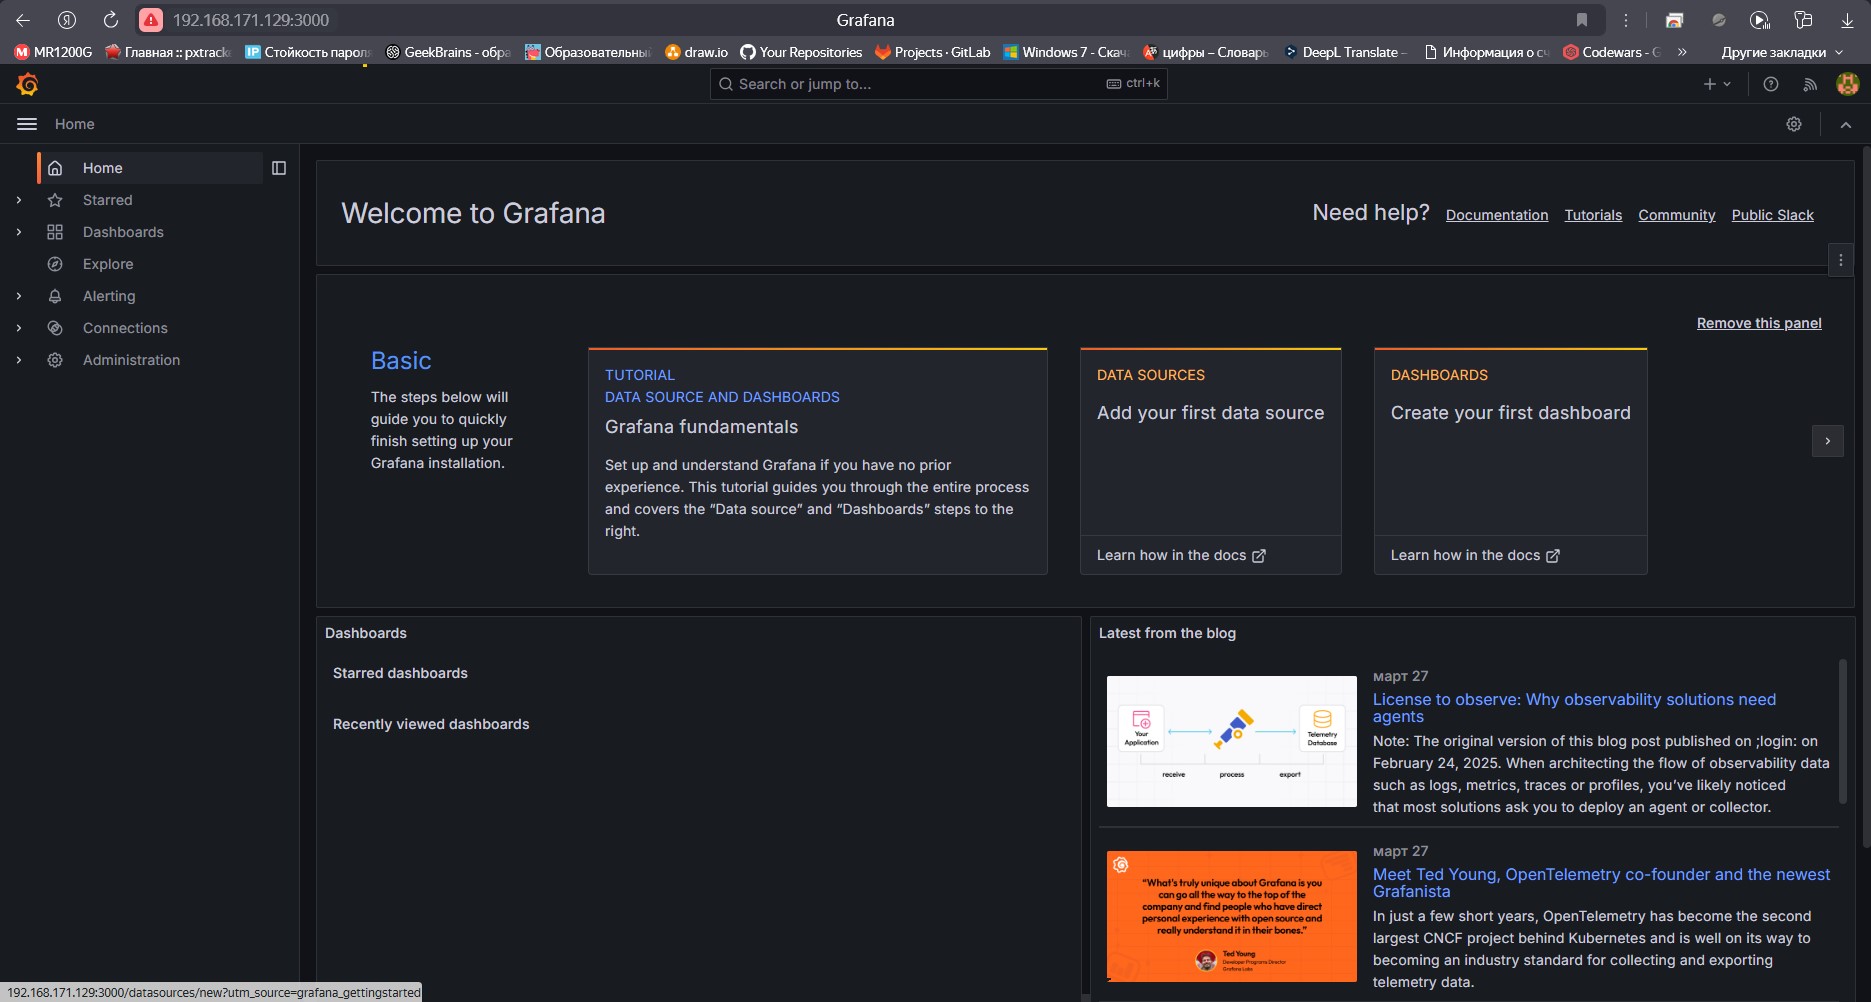 192.168.171.129:3000
Grafana
MR1200G
Главная :: pxtrack
Стойкость пароля
GeekBrains - обра
Образовательный
draw.io
Your Repositories
Projects · GitLab
Windows 7 - Скача
цифры – Словарь
DeepL Translate –
Информация о сч
Codewars - G
»
Другие закладки
Search or jump to...
ctrl+k
Home
Home
Starred
Dashboards
Explore
Alerting
Connections
Administration
Welcome to Grafana
Need help?
Documentation
Tutorials
Community
Public Slack
Remove this panel
Basic
The steps below will
guide you to quickly
finish setting up your
Grafana installation.
TUTORIAL
DATA SOURCE AND DASHBOARDS
Grafana fundamentals
Set up and understand Grafana if you have no prior
experience. This tutorial guides you through the entire process
and covers the “Data source” and “Dashboards” steps to the
right.
DATA SOURCES
Add your first data source
Learn how in the docs
DASHBOARDS
Create your first dashboard
Learn how in the docs
Dashboards
Starred dashboards
Recently viewed dashboards
Latest from the blog
Your
Application
Telemetry
Database
receive
process
export
март 27
License to observe: Why observability solutions need
agents
Note: The original version of this blog post published on ;login: on
February 24, 2025. When architecting the flow of observability data
such as logs, metrics, traces or profiles, you’ve likely noticed
that most solutions ask you to deploy an agent or collector.
"What's truly unique about Grafana is you
can go all the way to the top of the
company and find people who have direct
personal experience with open source and
really understand it in their bones."
Ted Young
Developer Programs Director
Grafana Labs
март 27
Meet Ted Young, OpenTelemetry co-founder and the newest
Grafanista
In just a few short years, OpenTelemetry has become the second
largest CNCF project behind Kubernetes and is well on its way to
becoming an industry standard for collecting and exporting
telemetry data.
192.168.171.129:3000/datasources/new?utm_source=grafana_gettingstarted